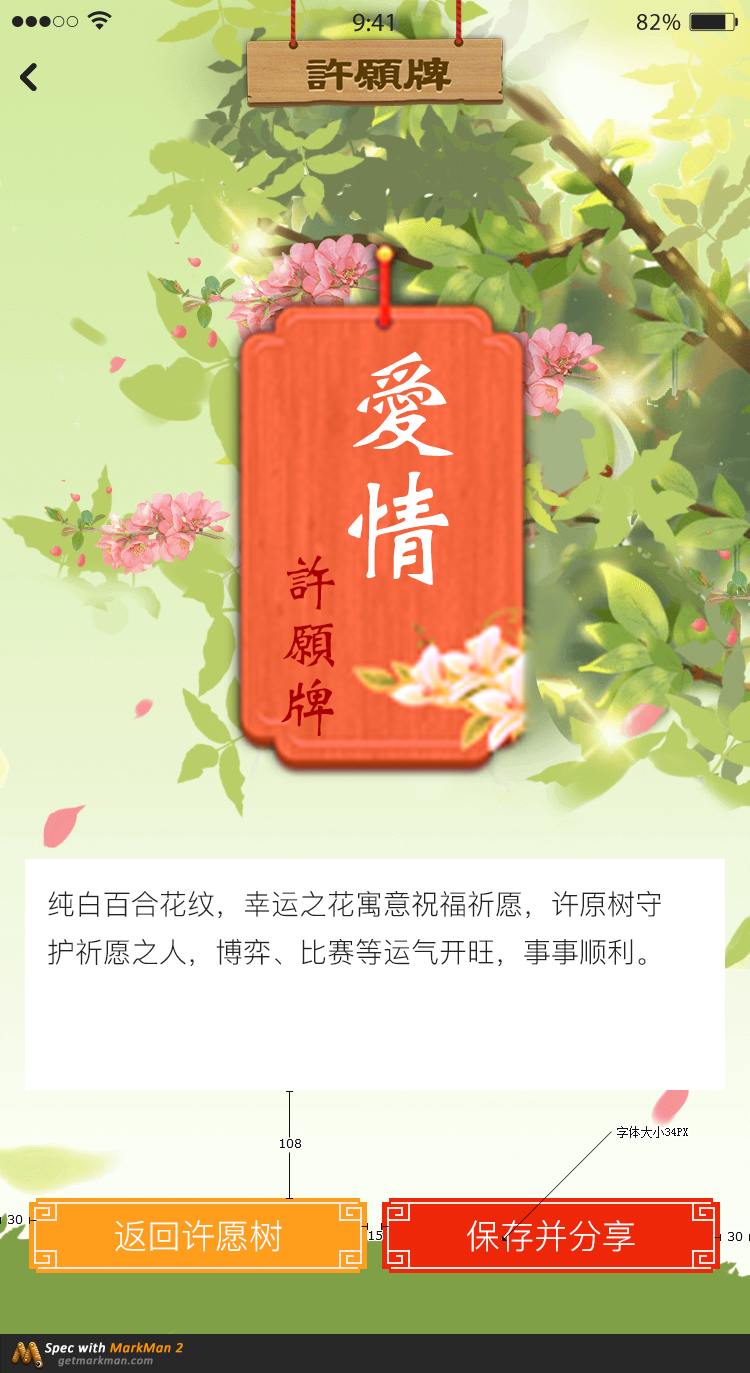 9:41
82%
許願牌
愛情
許願牌
纯白百合花纹，幸运之花寓意祝福祈愿，许原树守
护祈愿之人，博弈、比赛等运气开旺，事事顺利。
108
字体大小34PX
30
返回许愿树
15
保存并分享
30
Spec with MarkMan 2
getmarkman.com